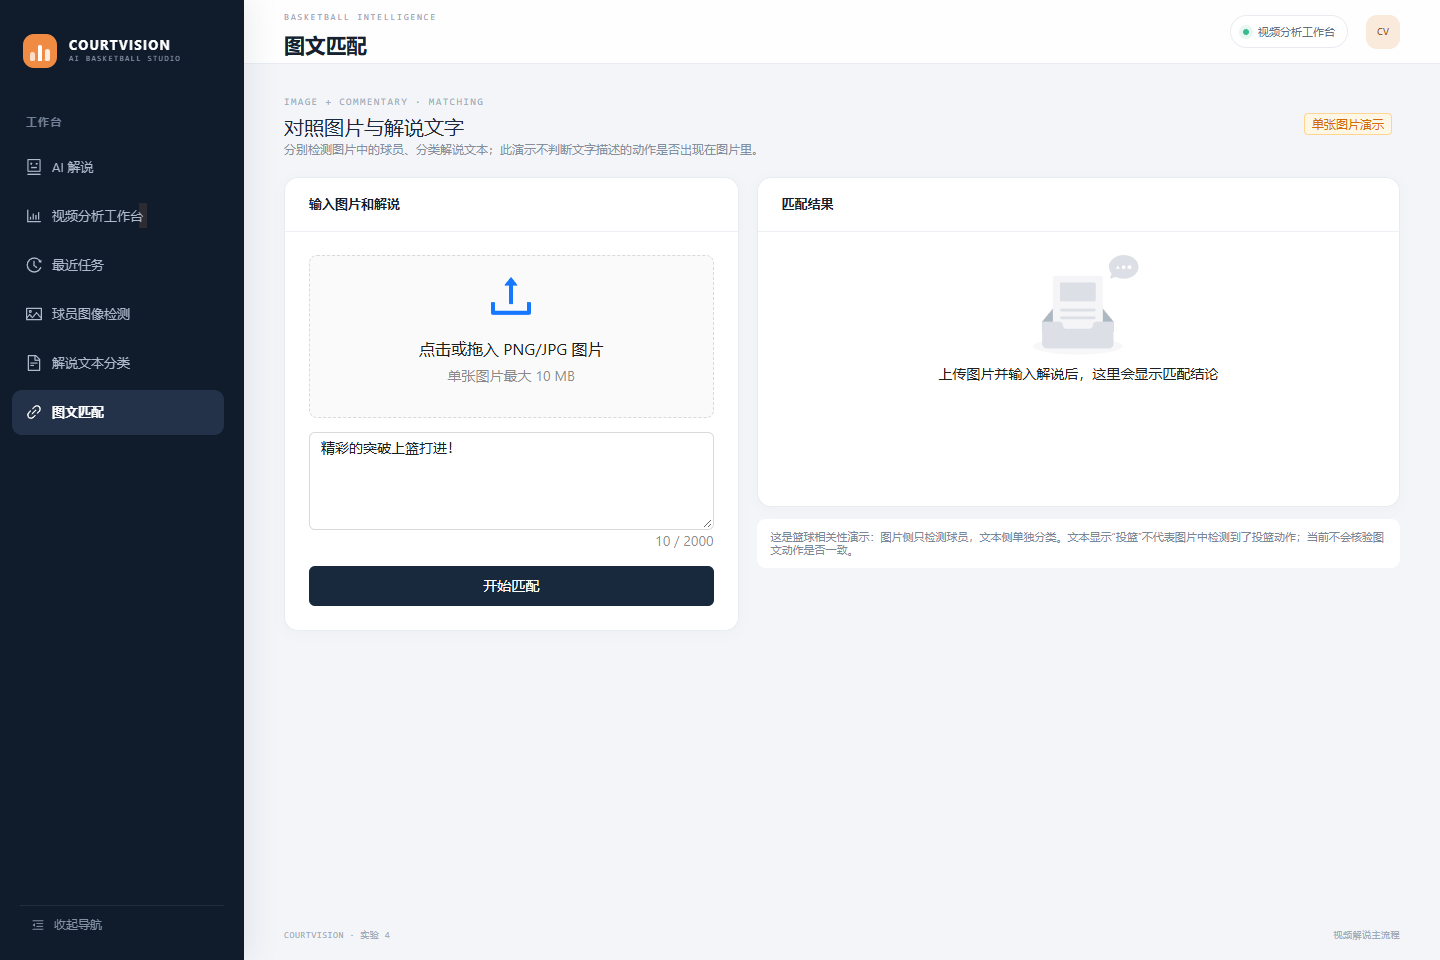 COURTVISION
AI BASKETBALL STUDIO
工作台
AI 解说
视频分析工作台
最近任务
球员图像检测
解说文本分类
图文匹配
收起导航
BASKETBALL INTELLIGENCE
图文匹配
视频分析工作台
CV
IMAGE + COMMENTARY · MATCHING
对照图片与解说文字
分别检测图片中的球员、分类解说文本；此演示不判断文字描述的动作是否出现在图片里。
单张图片演示
输入图片和解说
点击或拖入 PNG/JPG 图片
单张图片最大 10 MB
精彩的突破上篮打进！
10 / 2000
开始匹配
匹配结果
上传图片并输入解说后，这里会显示匹配结论
这是篮球相关性演示：图片侧只检测球员，文本侧单独分类。文本显示“投篮”不代表图片中检测到了投篮动作；当前不会核验图
文动作是否一致。
COURTVISION · 实验 4
视频解说主流程